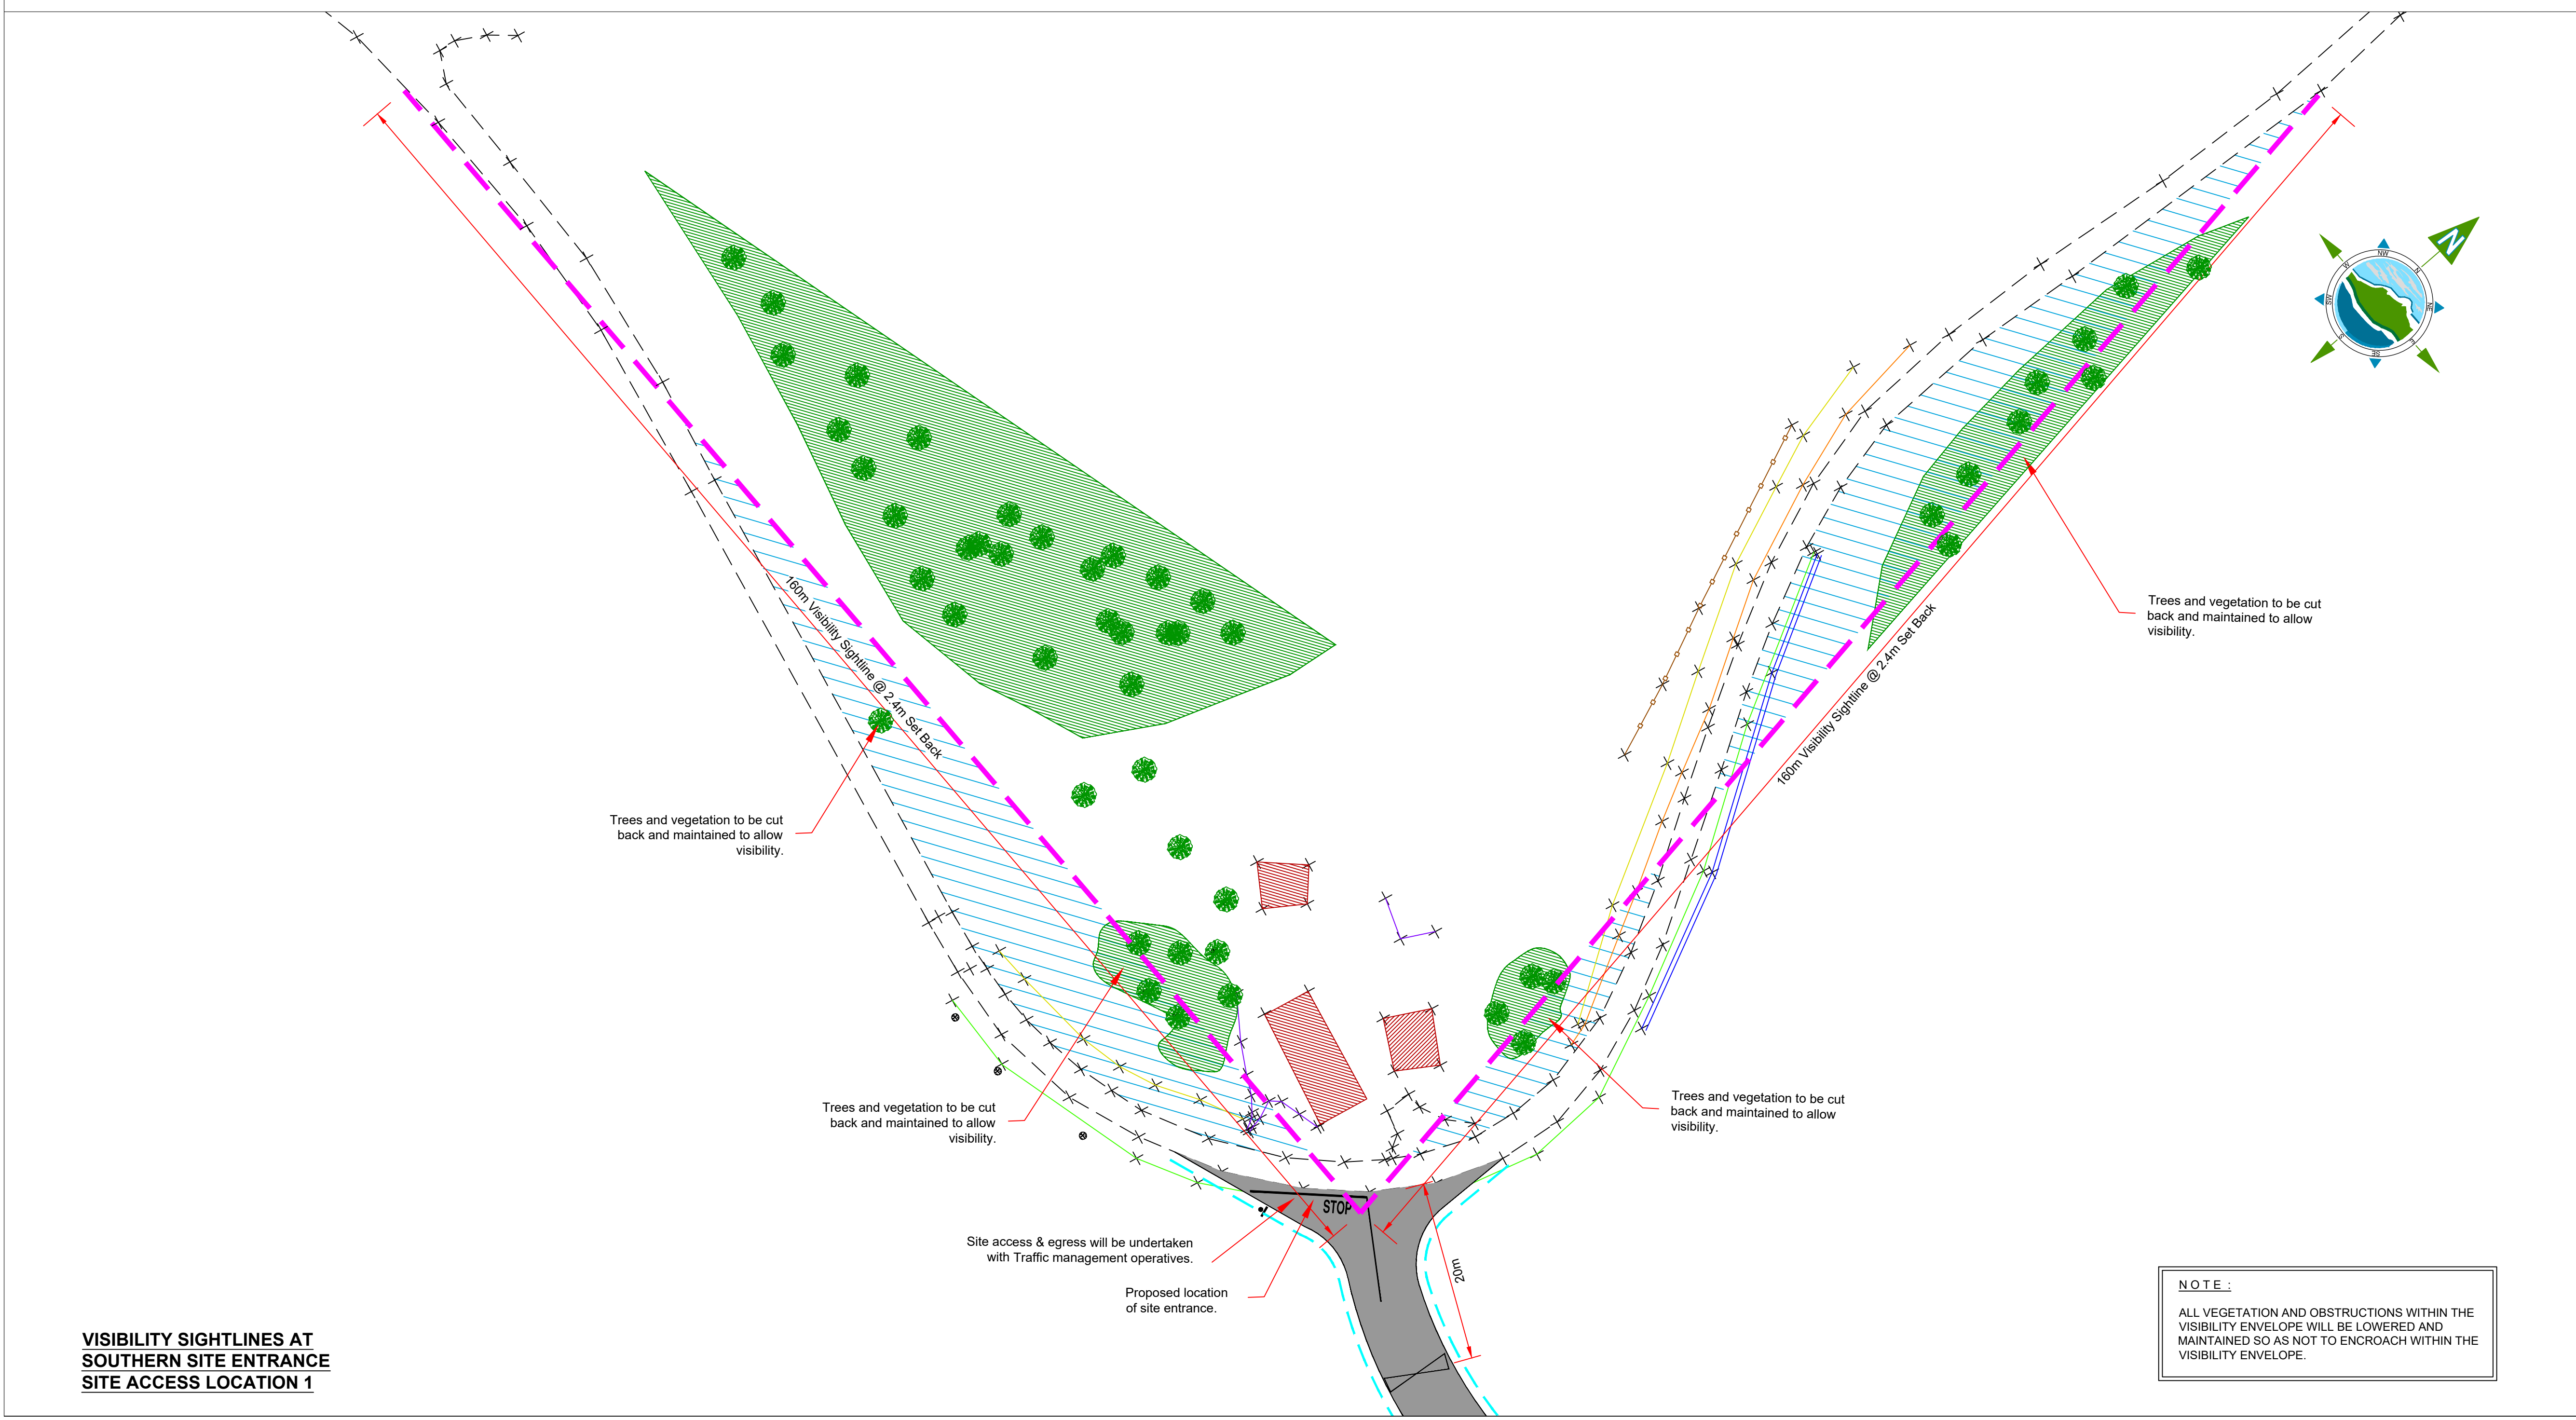 N
NW
N
NE
E
SE
S
SW
W
160m Visibility Sightline @ 2.4m Set Back
160m Visibility Sightline @ 2.4m Set Back
Trees and vegetation to be cut
back and maintained to allow
visibility.
Trees and vegetation to be cut
back and maintained to allow
visibility.
Trees and vegetation to be cut
back and maintained to allow
visibility.
Trees and vegetation to be cut
back and maintained to allow
visibility.
STOP
Site access & egress will be undertaken
with Traffic management operatives.
Proposed location
of site entrance.
20m
VISIBILITY SIGHTLINES AT
SOUTHERN SITE ENTRANCE
SITE ACCESS LOCATION 1
NOTE :
ALL VEGETATION AND OBSTRUCTIONS WITHIN THE
VISIBILITY ENVELOPE WILL BE LOWERED AND
MAINTAINED SO AS NOT TO ENCROACH WITHIN THE
VISIBILITY ENVELOPE.